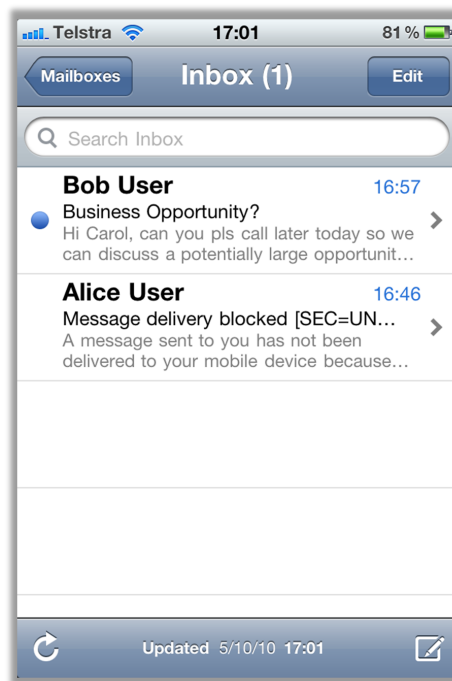 Telstra 17:01 81 %
Mailboxes Inbox (1) Edit
Search Inbox
Bob User 16:57
Business Opportunity?
Hi Carol, can you pls call later today so we
can discuss a potentially large opportunit...
Alice User 16:46
Message delivery blocked [SEC=UN...
A message sent to you has not been
delivered to your mobile device because...
Updated 5/10/10 17:01